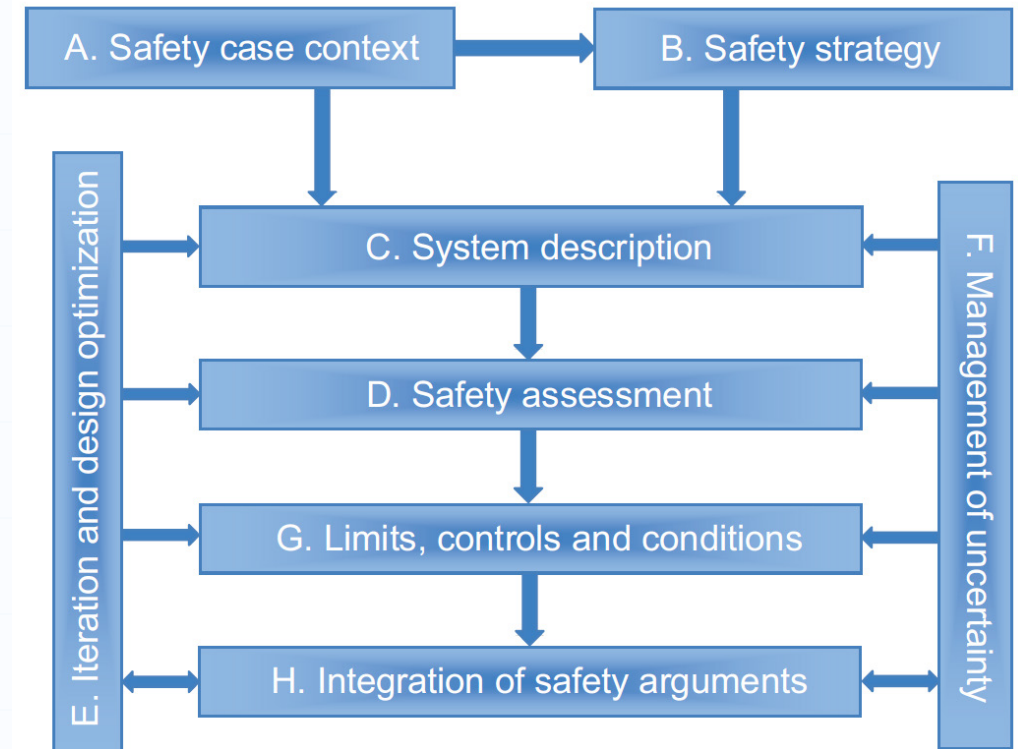 A. Safety case context
B. Safety strategy
E. Iteration and design optimization
C. System description
F. Management of uncertainty
D. Safety assessment
G. Limits, controls and conditions
H. Integration of safety arguments